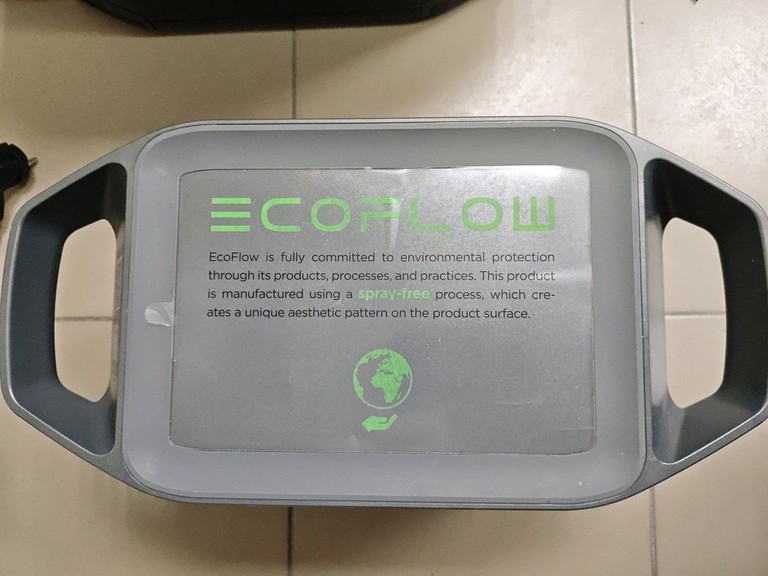 ECOFLOW
EcoFlow is fully committed to environmental protection
through its products, processes, and practices. This product
is manufactured using a spray-free process, which cre-
ates a unique aesthetic pattern on the product surface.